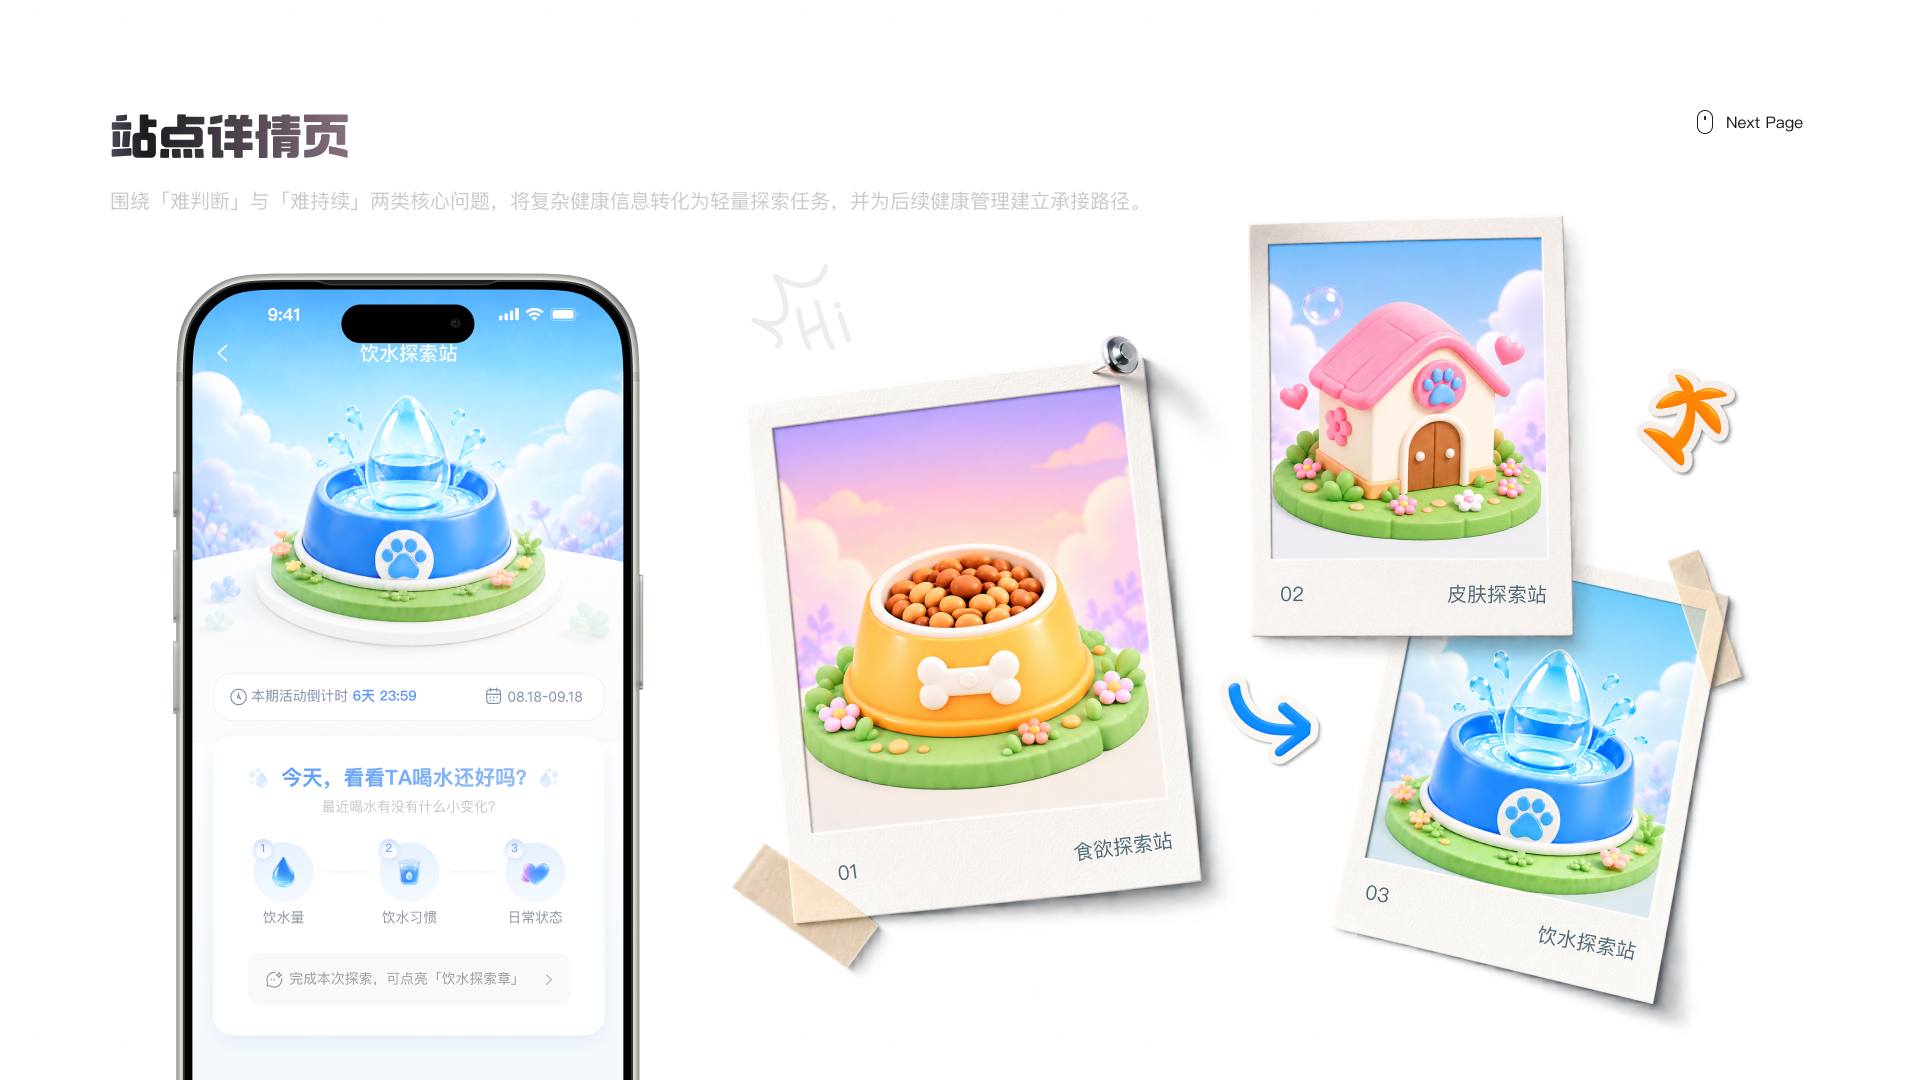 站点详情页
Next Page
围绕「难判断」与「难持续」两类核心问题，将复杂健康信息转化为轻量探索任务，并为后续健康管理建立承接路径。
9:41
饮水探索站
本期活动倒计时 6天 23:59
08.18-09.18
今天，看看TA喝水还好吗？
最近喝水有没有什么小变化？
1
2
3
饮水量
饮水习惯
日常状态
完成本次探索，可点亮「饮水探索章」
Hi
01
食欲探索站
02
皮肤探索站
03
饮水探索站